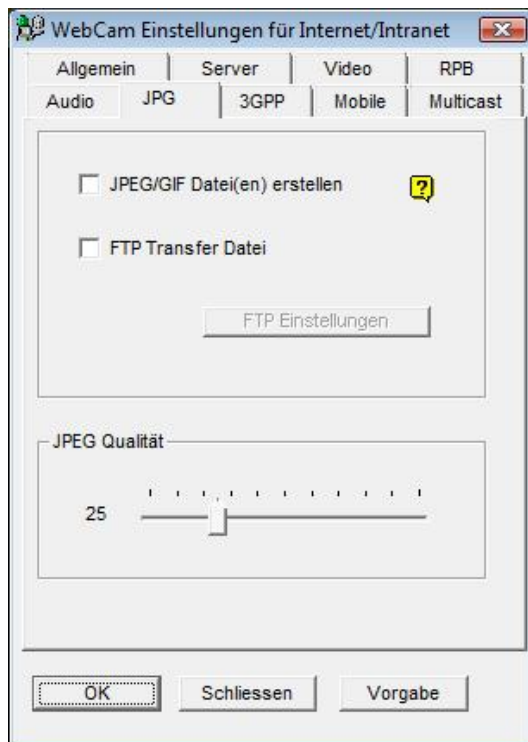 WebCam Einstellungen für Internet/Intranet
Allgemein Server Video RPB
Audio JPG 3GPP Mobile Multicast
JPEG/GIF Datei(en) erstellen ?
FTP Transfer Datei
FTP Einstellungen
JPEG Qualität
25
OK Schliessen Vorgabe